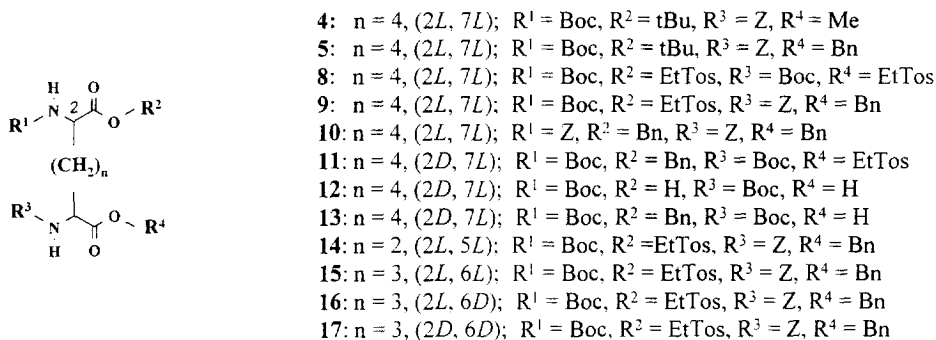 H
N 2 O
R¹ O R²
(CH₂)ₙ
R³ O R⁴
N O
H
4: n = 4, (2L, 7L); R¹ = Boc, R² = tBu, R³ = Z, R⁴ = Me
5: n = 4, (2L, 7L); R¹ = Boc, R² = tBu, R³ = Z, R⁴ = Bn
8: n = 4, (2L, 7L); R¹ = Boc, R² = EtTos, R³ = Boc, R⁴ = EtTos
9: n = 4, (2L, 7L); R¹ = Boc, R² = EtTos, R³ = Z, R⁴ = Bn
10: n = 4, (2L, 7L); R¹ = Z, R² = Bn, R³ = Z, R⁴ = Bn
11: n = 4, (2D, 7L); R¹ = Boc, R² = Bn, R³ = Boc, R⁴ = EtTos
12: n = 4, (2D, 7L); R¹ = Boc, R² = H, R³ = Boc, R⁴ = H
13: n = 4, (2D, 7L); R¹ = Boc, R² = Bn, R³ = Boc, R⁴ = H
14: n = 2, (2L, 5L); R¹ = Boc, R² =EtTos, R³ = Z, R⁴ = Bn
15: n = 3, (2L, 6L); R¹ = Boc, R² = EtTos, R³ = Z, R⁴ = Bn
16: n = 3, (2L, 6D); R¹ = Boc, R² = EtTos, R³ = Z, R⁴ = Bn
17: n = 3, (2D, 6D); R¹ = Boc, R² = EtTos, R³ = Z, R⁴ = Bn